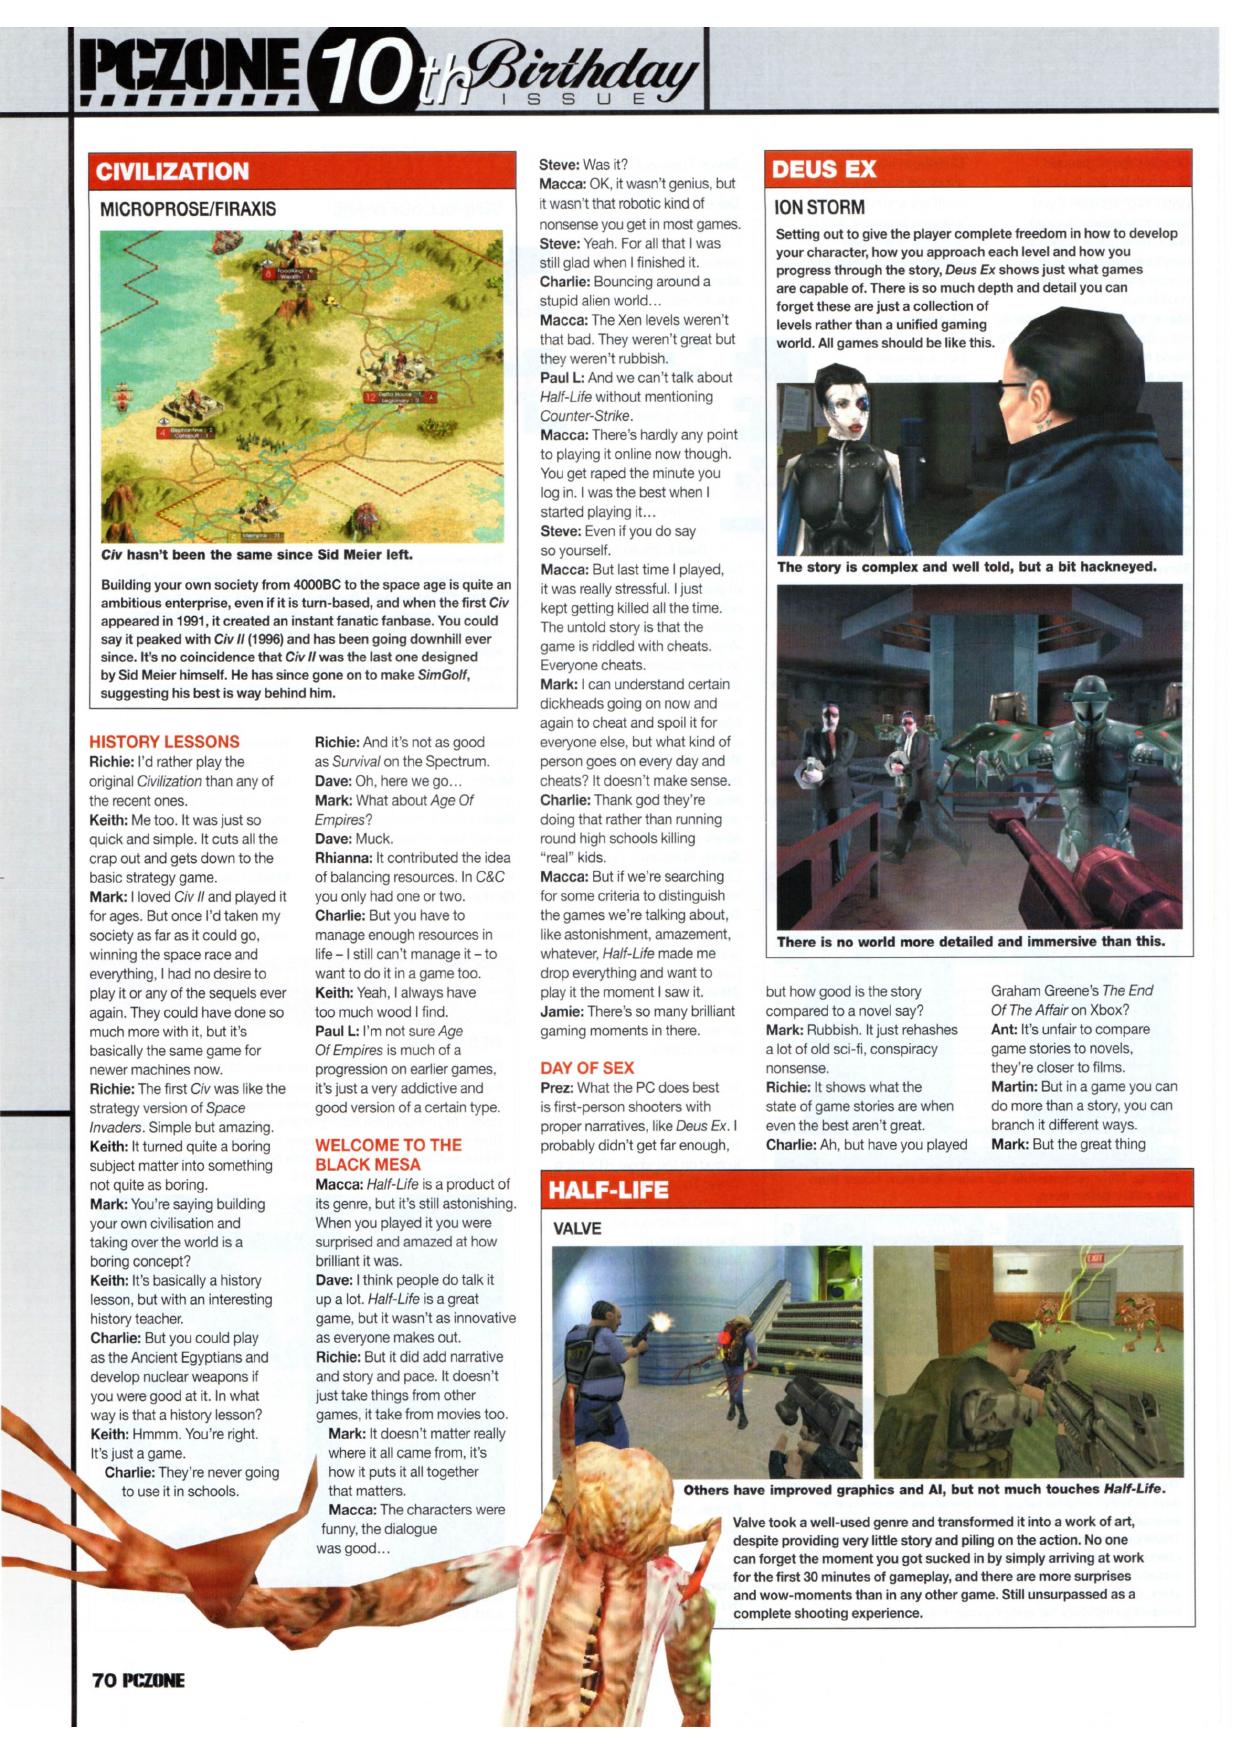 PCZONE 10th Birthday
ISSUE
CIVILIZATION
MICROPROSE/FIRAXIS
Civ hasn't been the same since Sid Meier left.
Building your own society from 4000BC to the space age is quite an
ambitious enterprise, even if it is turn-based, and when the first Civ
appeared in 1991, it created an instant fanatic fanbase. You could
say it peaked with Civ II (1996) and has been going downhill ever
since. It's no coincidence that Civ II was the last one designed
by Sid Meier himself. He has since gone on to make SimGolf,
suggesting his best is way behind him.
HISTORY LESSONS
Richie: I'd rather play the
original Civilization than any of
the recent ones.
Keith: Me too. It was just so
quick and simple. It cuts all the
crap out and gets down to the
basic strategy game.
Mark: I loved Civ II and played it
for ages. But once I'd taken my
society as far as it could go,
winning the space race and
everything, I had no desire to
play it or any of the sequels ever
again. They could have done so
much more with it, but it's
basically the same game for
newer machines now.
Richie: The first Civ was like the
strategy version of Space
Invaders. Simple but amazing.
Keith: It turned quite a boring
subject matter into something
not quite as boring.
Mark: You're saying building
your own civilisation and
taking over the world is a
boring concept?
Keith: It's basically a history
lesson, but with an interesting
history teacher.
Charlie: But you could play
as the Ancient Egyptians and
develop nuclear weapons if
you were good at it. In what
way is that a history lesson?
Keith: Hmmm. You're right.
It's just a game.
Charlie: They're never going
to use it in schools.
Richie: And it's not as good
as Survival on the Spectrum.
Dave: Oh, here we go...
Mark: What about Age Of
Empires?
Dave: Muck.
Rhianna: It contributed the idea
of balancing resources. In C&C
you only had one or two.
Charlie: But you have to
manage enough resources in
life – I still can't manage it – to
want to do it in a game too.
Keith: Yeah, I always have
too much wood I find.
Paul L: I'm not sure Age
Of Empires is much of a
progression on earlier games,
it's just a very addictive and
good version of a certain type.
WELCOME TO THE
BLACK MESA
Macca: Half-Life is a product of
its genre, but it's still astonishing.
When you played it you were
surprised and amazed at how
brilliant it was.
Dave: I think people do talk it
up a lot. Half-Life is a great
game, but it wasn't as innovative
as everyone makes out.
Richie: But it did add narrative
and story and pace. It doesn't
just take things from other
games, it take from movies too.
Mark: It doesn't matter really
where it all came from, it's
how it puts it all together
that matters.
Macca: The characters were
funny, the dialogue
was good...
Steve: Was it?
Macca: OK, it wasn't genius, but
it wasn't that robotic kind of
nonsense you get in most games.
Steve: Yeah. For all that I was
still glad when I finished it.
Charlie: Bouncing around a
stupid alien world...
Macca: The Xen levels weren't
that bad. They weren't great but
they weren't rubbish.
Paul L: And we can't talk about
Half-Life without mentioning
Counter-Strike.
Macca: There's hardly any point
to playing it online now though.
You get raped the minute you
log in. I was the best when I
started playing it...
Steve: Even if you do say
so yourself.
Macca: But last time I played,
it was really stressful. I just
kept getting killed all the time.
The untold story is that the
game is riddled with cheats.
Everyone cheats.
Mark: I can understand certain
dickheads going on now and
again to cheat and spoil it for
everyone else, but what kind of
person goes on every day and
cheats? It doesn't make sense.
Charlie: Thank god they're
doing that rather than running
round high schools killing
"real" kids.
Macca: But if we're searching
for some criteria to distinguish
the games we're talking about,
like astonishment, amazement,
whatever, Half-Life made me
drop everything and want to
play it the moment I saw it.
Jamie: There's so many brilliant
gaming moments in there.
DAY OF SEX
Prez: What the PC does best
is first-person shooters with
proper narratives, like Deus Ex. I
probably didn't get far enough,
DEUS EX
ION STORM
Setting out to give the player complete freedom in how to develop
your character, how you approach each level and how you
progress through the story, Deus Ex shows just what games
are capable of. There is so much depth and detail you can
forget these are just a collection of
levels rather than a unified gaming
world. All games should be like this.
The story is complex and well told, but a bit hackneyed.
There is no world more detailed and immersive than this.
but how good is the story
compared to a novel say?
Mark: Rubbish. It just rehashes
a lot of old sci-fi, conspiracy
nonsense.
Richie: It shows what the
state of game stories are when
even the best aren't great.
Charlie: Ah, but have you played
Graham Greene's The End
Of The Affair on Xbox?
Ant: It's unfair to compare
game stories to novels,
they're closer to films.
Martin: But in a game you can
do more than a story, you can
branch it different ways.
Mark: But the great thing
HALF-LIFE
VALVE
EXIT
Others have improved graphics and AI, but not much touches Half-Life.
Valve took a well-used genre and transformed it into a work of art,
despite providing very little story and piling on the action. No one
can forget the moment you got sucked in by simply arriving at work
for the first 30 minutes of gameplay, and there are more surprises
and wow-moments than in any other game. Still unsurpassed as a
complete shooting experience.
70 PCZONE